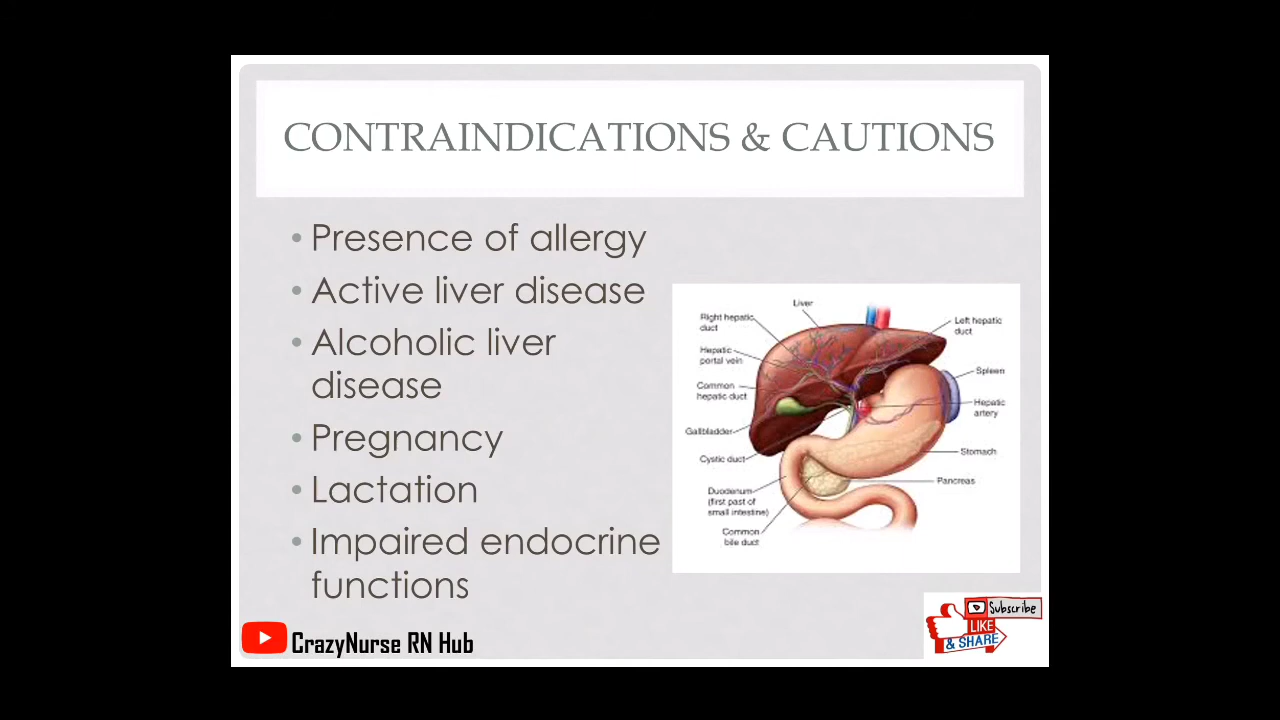 CONTRAINDICATIONS & CAUTIONS
• Presence of allergy
• Active liver disease
• Alcoholic liver
disease
• Pregnancy
• Lactation
• Impaired endocrine
functions
Liver
Right hepatic
duct
Hepatic
portal vein
Common
hepatic duct
Gallbladder
Cystic duct
Duodenum
(first past of
small intestine)
Common
bile duct
Left hepatic
duct
Spleen
Hepatic
artery
Stomach
Pancreas
CrazyNurse RN Hub
Subscribe
LIKE
& SHARE